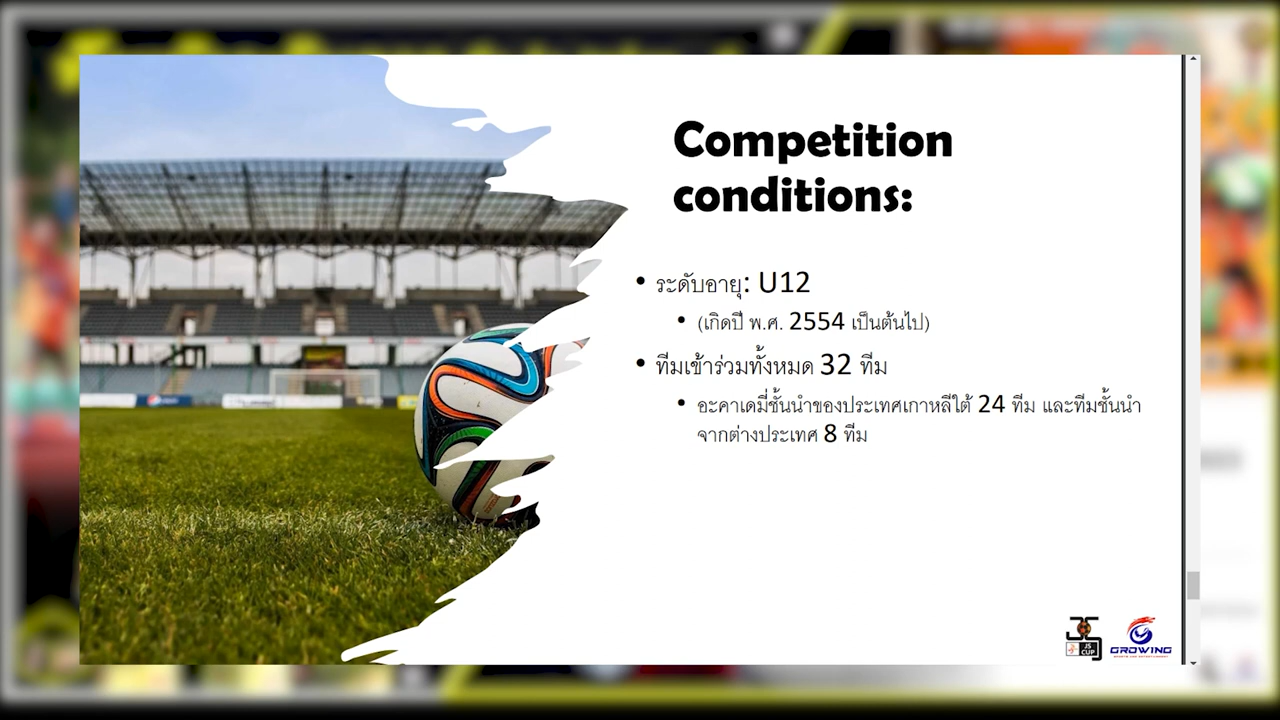 Competition
conditions:
• ระดับอายุ: U12
• (เกิดปี พ.ศ. 2554 เป็นต้นไป)
• ทีมเข้าร่วมทั้งหมด 32 ทีม
• อะคาเดมี่ชั้นนำของประเทศเกาหลีใต้ 24 ทีม และทีมชั้นนำ
จากต่างประเทศ 8 ทีม
JS
CUP
GROWING